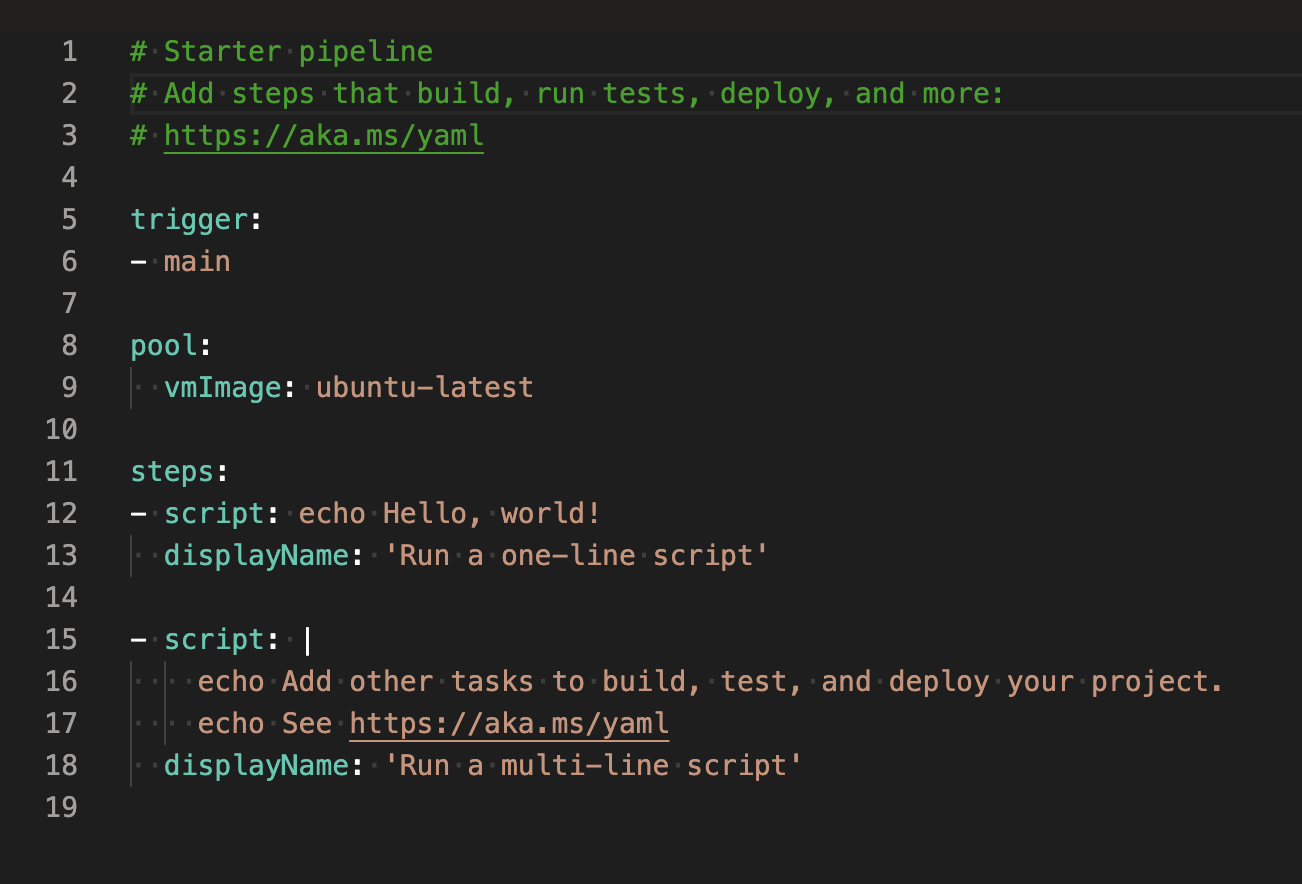 1 # Starter pipeline
2 # Add steps that build, run tests, deploy, and more:
3 # https://aka.ms/yaml
4
5 trigger:
6 - main
7
8 pool:
9   vmImage: ubuntu-latest
10
11 steps:
12 - script: echo Hello, world!
13   displayName: 'Run a one-line script'
14
15 - script: |
16     echo Add other tasks to build, test, and deploy your project.
17     echo See https://aka.ms/yaml
18   displayName: 'Run a multi-line script'
19